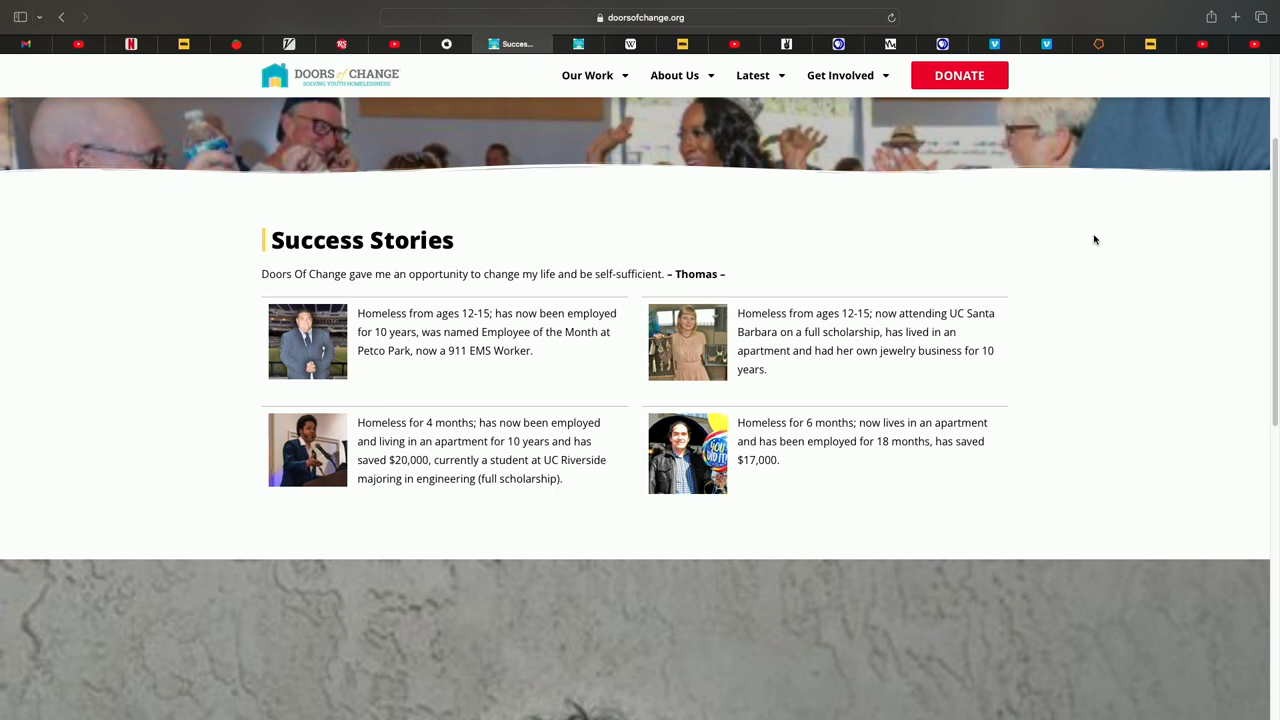 doorsofchange.org
Succes...
DOORS of CHANGE
SOLVING YOUTH HOMELESSNESS
Our Work
About Us
Latest
Get Involved
DONATE
Success Stories
Doors Of Change gave me an opportunity to change my life and be self-sufficient. – Thomas –
Homeless from ages 12-15; has now been employed
for 10 years, was named Employee of the Month at
Petco Park, now a 911 EMS Worker.
Homeless from ages 12-15; now attending UC Santa
Barbara on a full scholarship, has lived in an
apartment and had her own jewelry business for 10
years.
Homeless for 4 months; has now been employed
and living in an apartment for 10 years and has
saved $20,000, currently a student at UC Riverside
majoring in engineering (full scholarship).
Homeless for 6 months; now lives in an apartment
and has been employed for 18 months, has saved
$17,000.